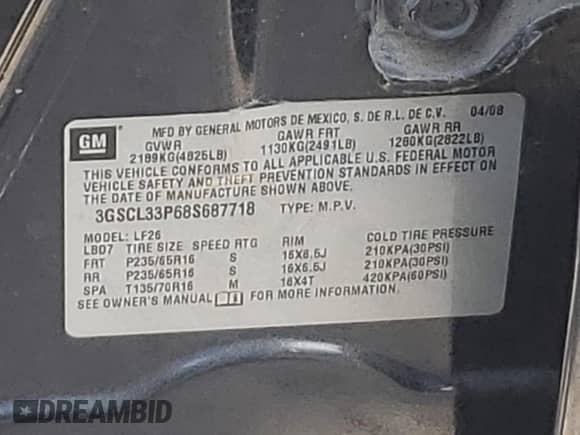 GM
MFD BY GENERAL MOTORS DE MEXICO, S. DE R.L. DE C.V. 04/08
GVWR GAWR FRT GAWR RR
2189KG(4825LB) 1130KG(2491LB) 1280KG(2822LB)
THIS VEHICLE CONFORMS TO ALL APPLICABLE U.S. FEDERAL MOTOR
VEHICLE SAFETY AND THEFT PREVENTION STANDARDS IN EFFECT ON
THE DATE OF MANUFACTURE SHOWN ABOVE.
3GSCL33P68S687718 TYPE: M.P.V.
MODEL: LF26
LBD7 TIRE SIZE SPEED RTG RIM COLD TIRE PRESSURE
FRT P235/65R16 S 16X6.5J 210KPA(30PSI)
RR P235/65R16 S 16X6.5J 210KPA(30PSI)
SPA T135/70R16 M 16X4T 420KPA(60PSI)
SEE OWNER'S MANUAL FOR MORE INFORMATION.
DREAMBID